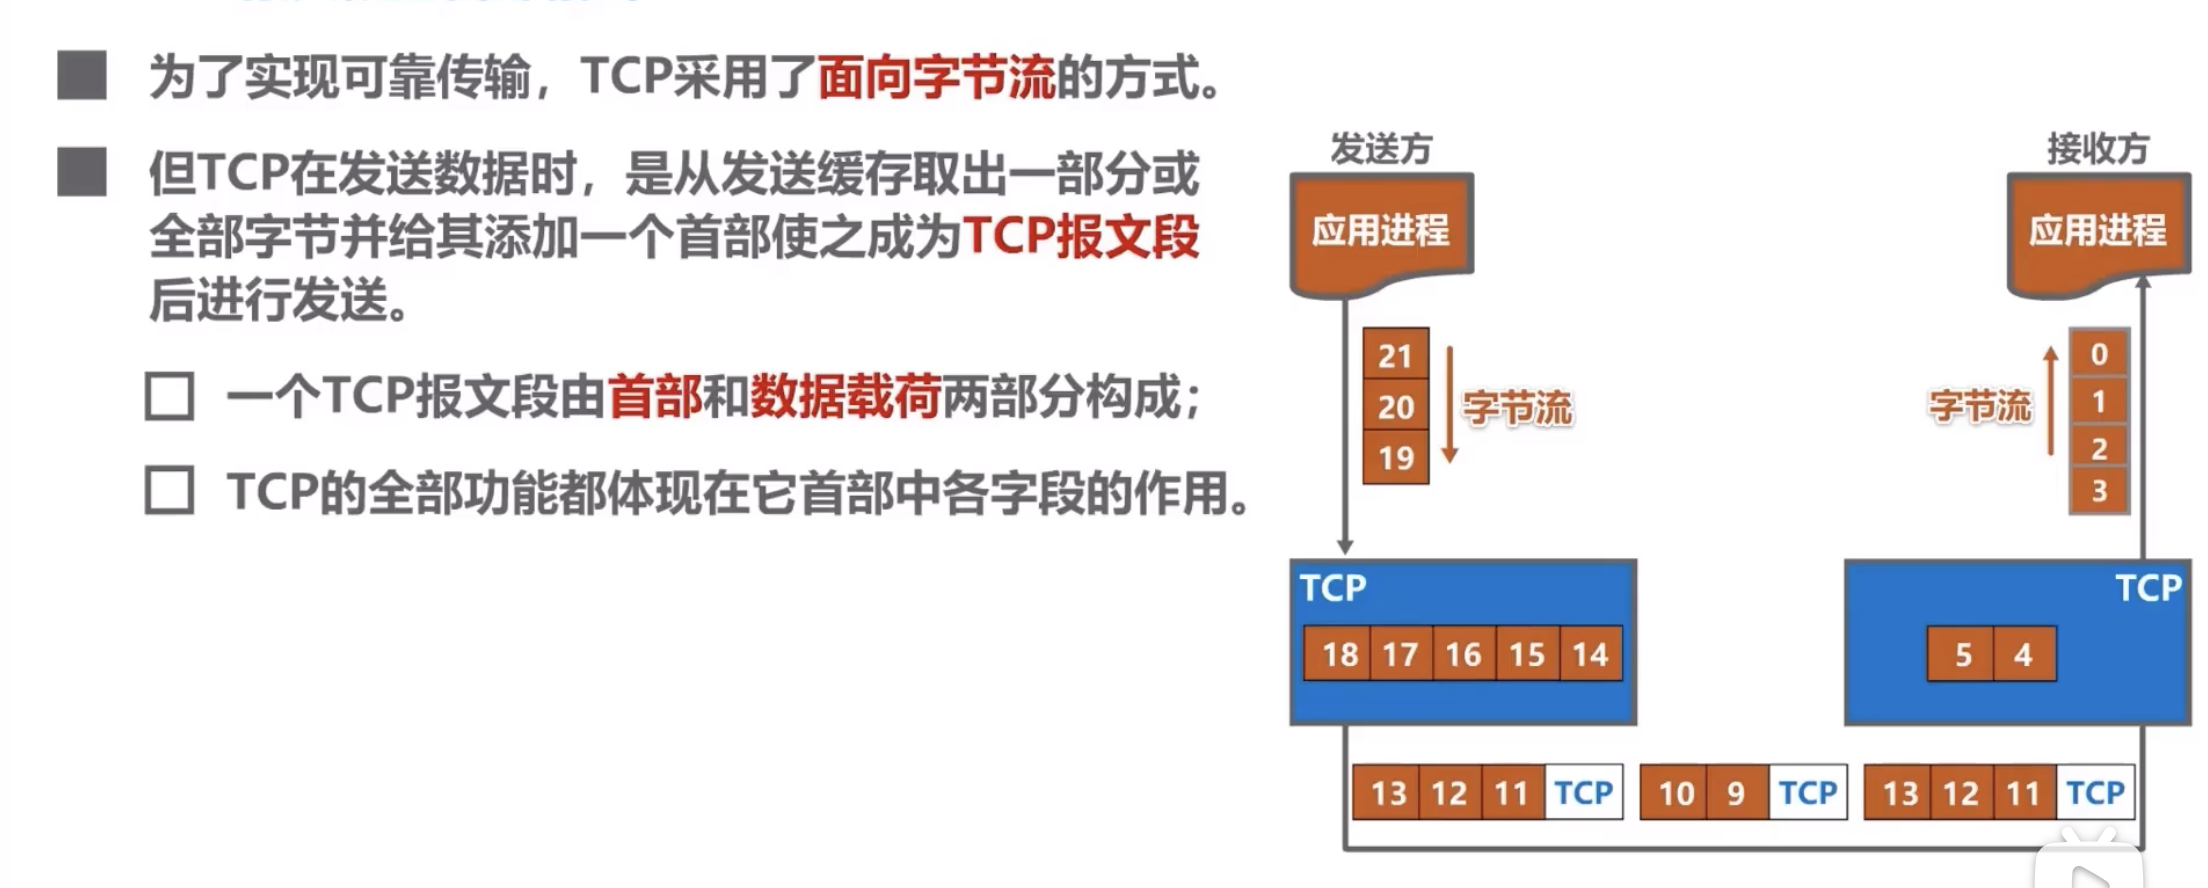 为了实现可靠传输，TCP采用了面向字节流的方式。
但TCP在发送数据时，是从发送缓存取出一部分或
全部字节并给其添加一个首部使之成为TCP报文段
后进行发送。
一个TCP报文段由首部和数据载荷两部分构成；
TCP的全部功能都体现在它首部中各字段的作用。
发送方
接收方
应用进程
应用进程
21
20
19
字节流
字节流
0
1
2
3
TCP
18 17 16 15 14
TCP
5 4
13 12 11 TCP
10 9 TCP
13 12 11 TCP